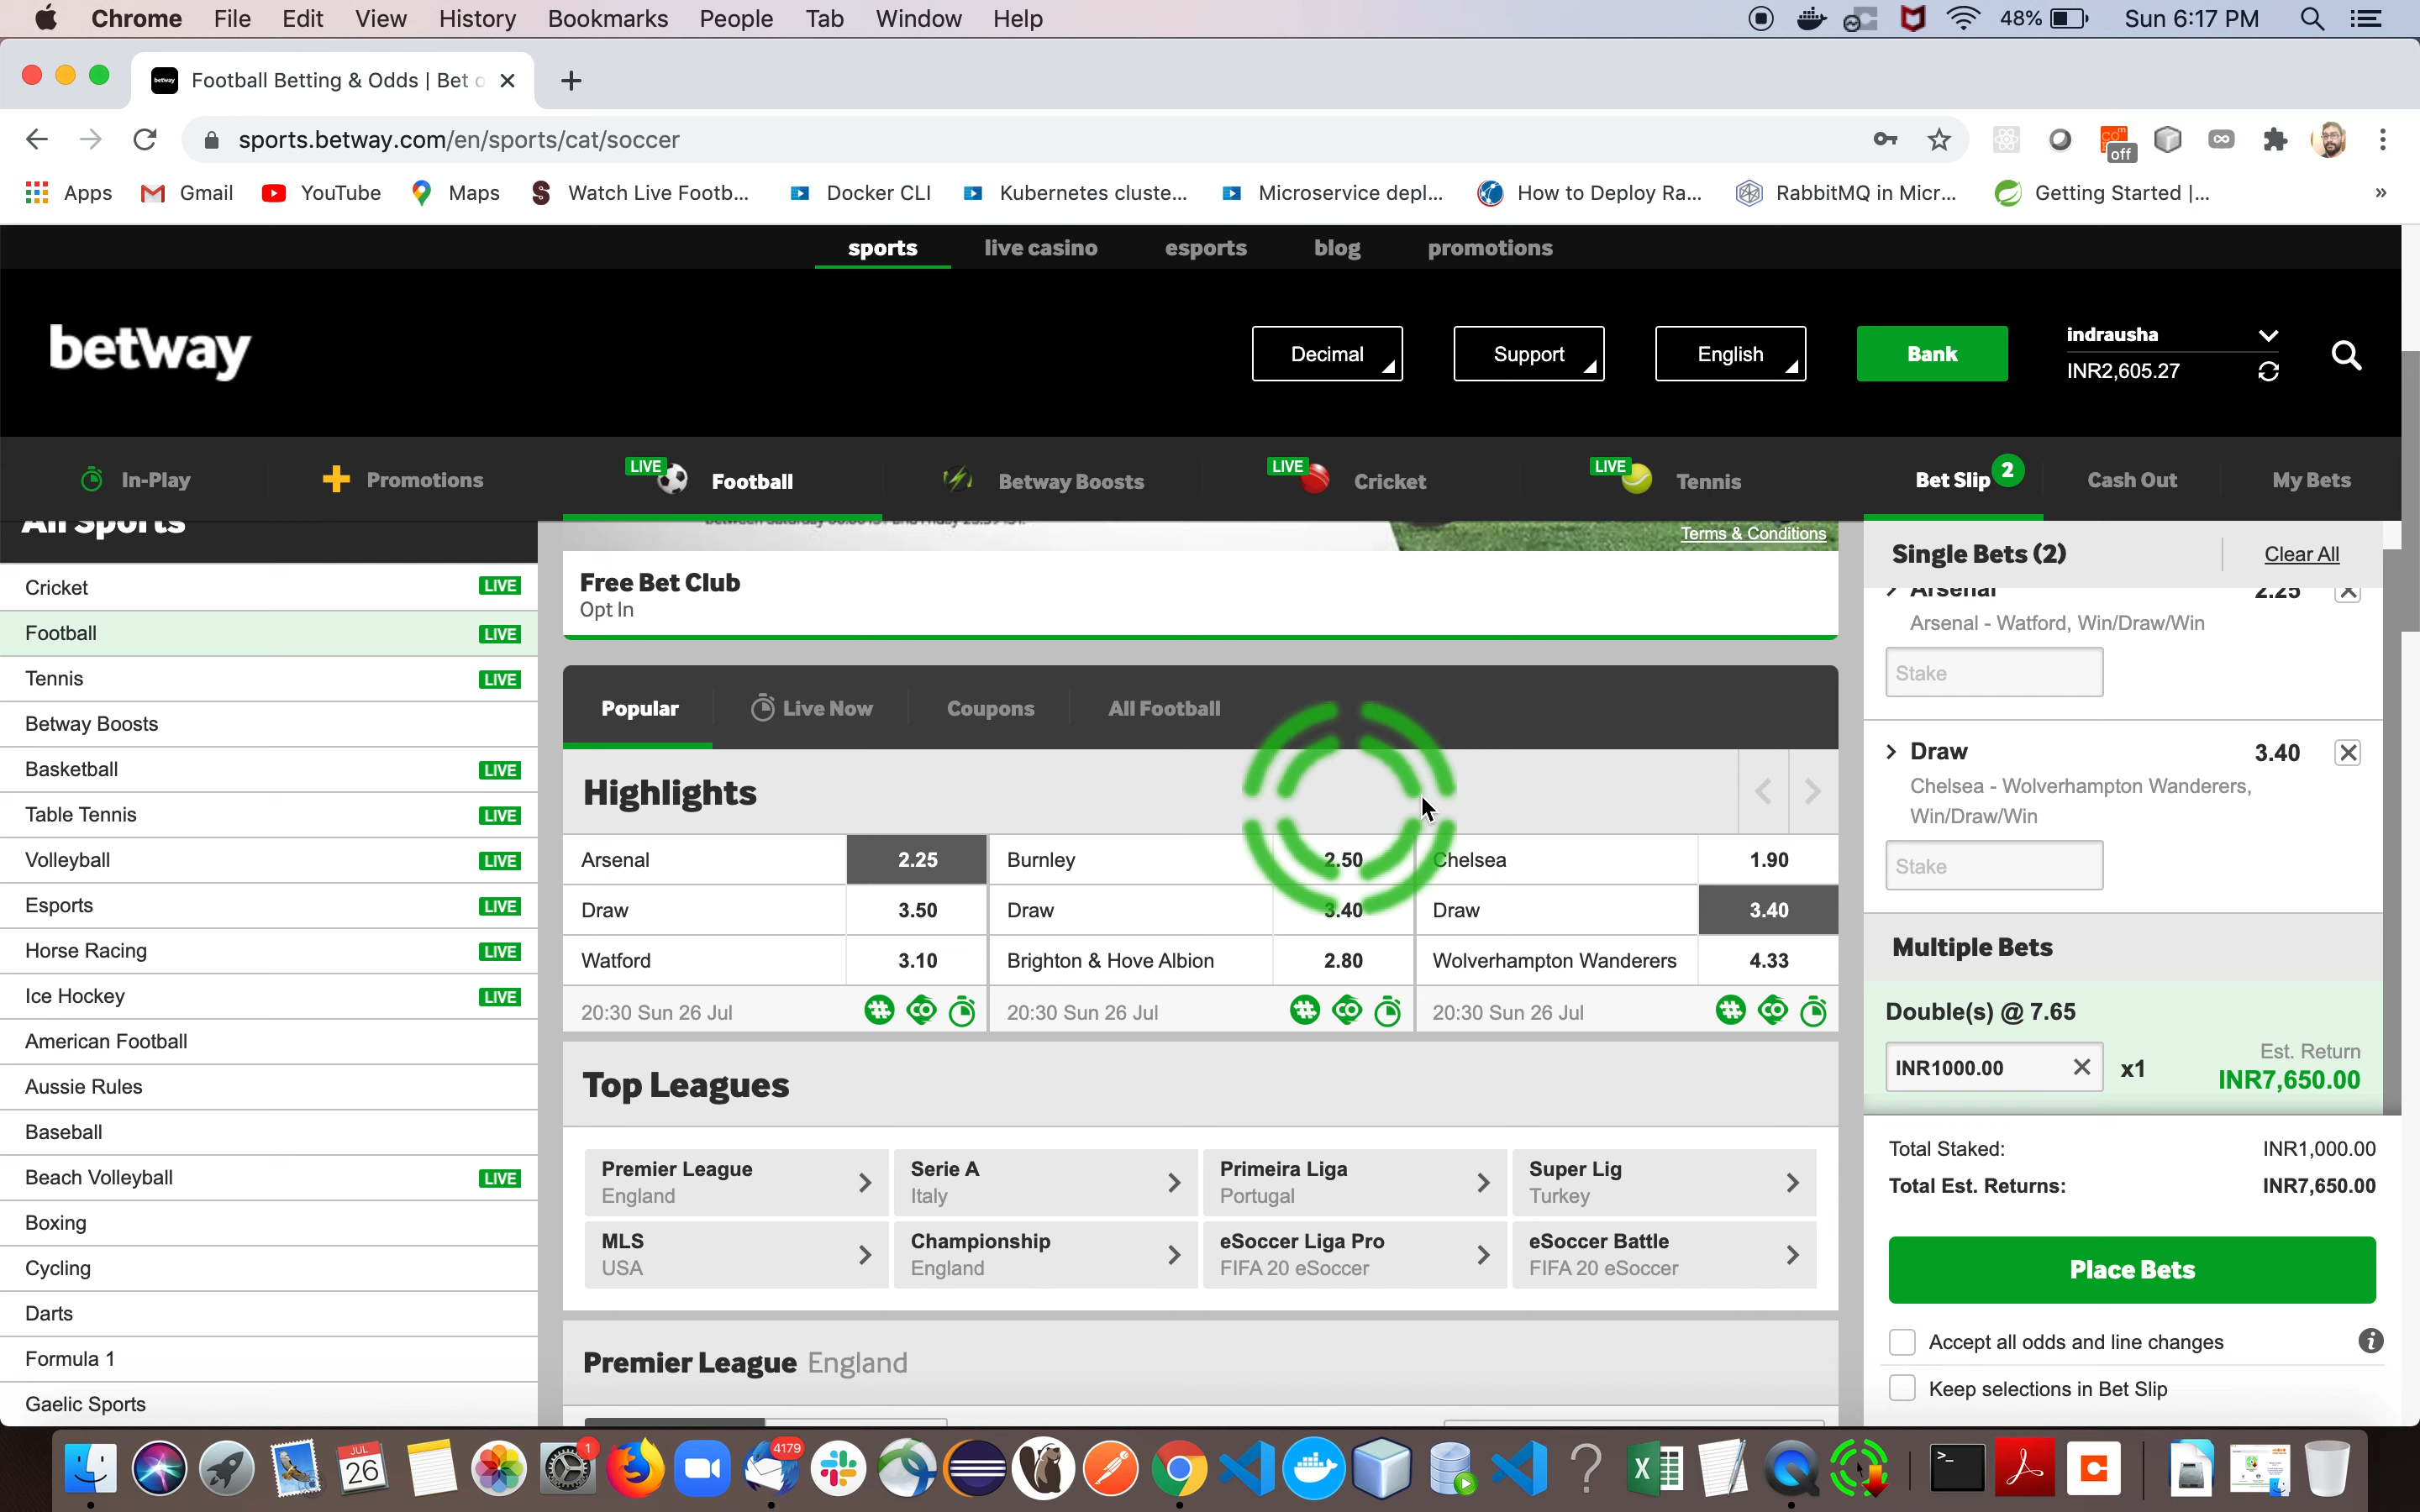 Chrome File Edit View History Bookmarks People Tab Window Help 48% Sun 6:17 PM
betway Football Betting & Odds | Bet o
sports.betway.com/en/sports/cat/soccer
com off
Apps Gmail YouTube Maps Watch Live Footb... Docker CLI Kubernetes cluste... Microservice depl... How to Deploy Ra... RabbitMQ in Micr... Getting Started |... »
sports live casino esports blog promotions
betway
Decimal Support English Bank
indrausha
INR2,605.27
In-Play Promotions LIVE Football Betway Boosts LIVE Cricket LIVE Tennis Bet Slip 2 Cash Out My Bets
All Sports
Cricket LIVE
Football LIVE
Tennis LIVE
Betway Boosts
Basketball LIVE
Table Tennis LIVE
Volleyball LIVE
Esports LIVE
Horse Racing LIVE
Ice Hockey LIVE
American Football
Aussie Rules
Baseball
Beach Volleyball LIVE
Boxing
Cycling
Darts
Formula 1
Gaelic Sports
Terms & Conditions
Free Bet Club
Opt In
Popular Live Now Coupons All Football
Highlights
Arsenal 2.25 Burnley 2.50 Chelsea 1.90
Draw 3.50 Draw 3.40 Draw 3.40
Watford 3.10 Brighton & Hove Albion 2.80 Wolverhampton Wanderers 4.33
20:30 Sun 26 Jul 20:30 Sun 26 Jul 20:30 Sun 26 Jul
Top Leagues
Premier League Serie A Primeira Liga Super Lig
England Italy Portugal Turkey
MLS Championship eSoccer Liga Pro eSoccer Battle
USA England FIFA 20 eSoccer FIFA 20 eSoccer
Premier League England
Single Bets (2) Clear All
Arsenal 2.25
Arsenal - Watford, Win/Draw/Win
Stake
Draw 3.40
Chelsea - Wolverhampton Wanderers,
Win/Draw/Win
Stake
Multiple Bets
Double(s) @ 7.65
Est. Return
INR1000.00 x1 INR7,650.00
Total Staked: INR1,000.00
Total Est. Returns: INR7,650.00
Place Bets
Accept all odds and line changes
Keep selections in Bet Slip
JUL
26
1
4179